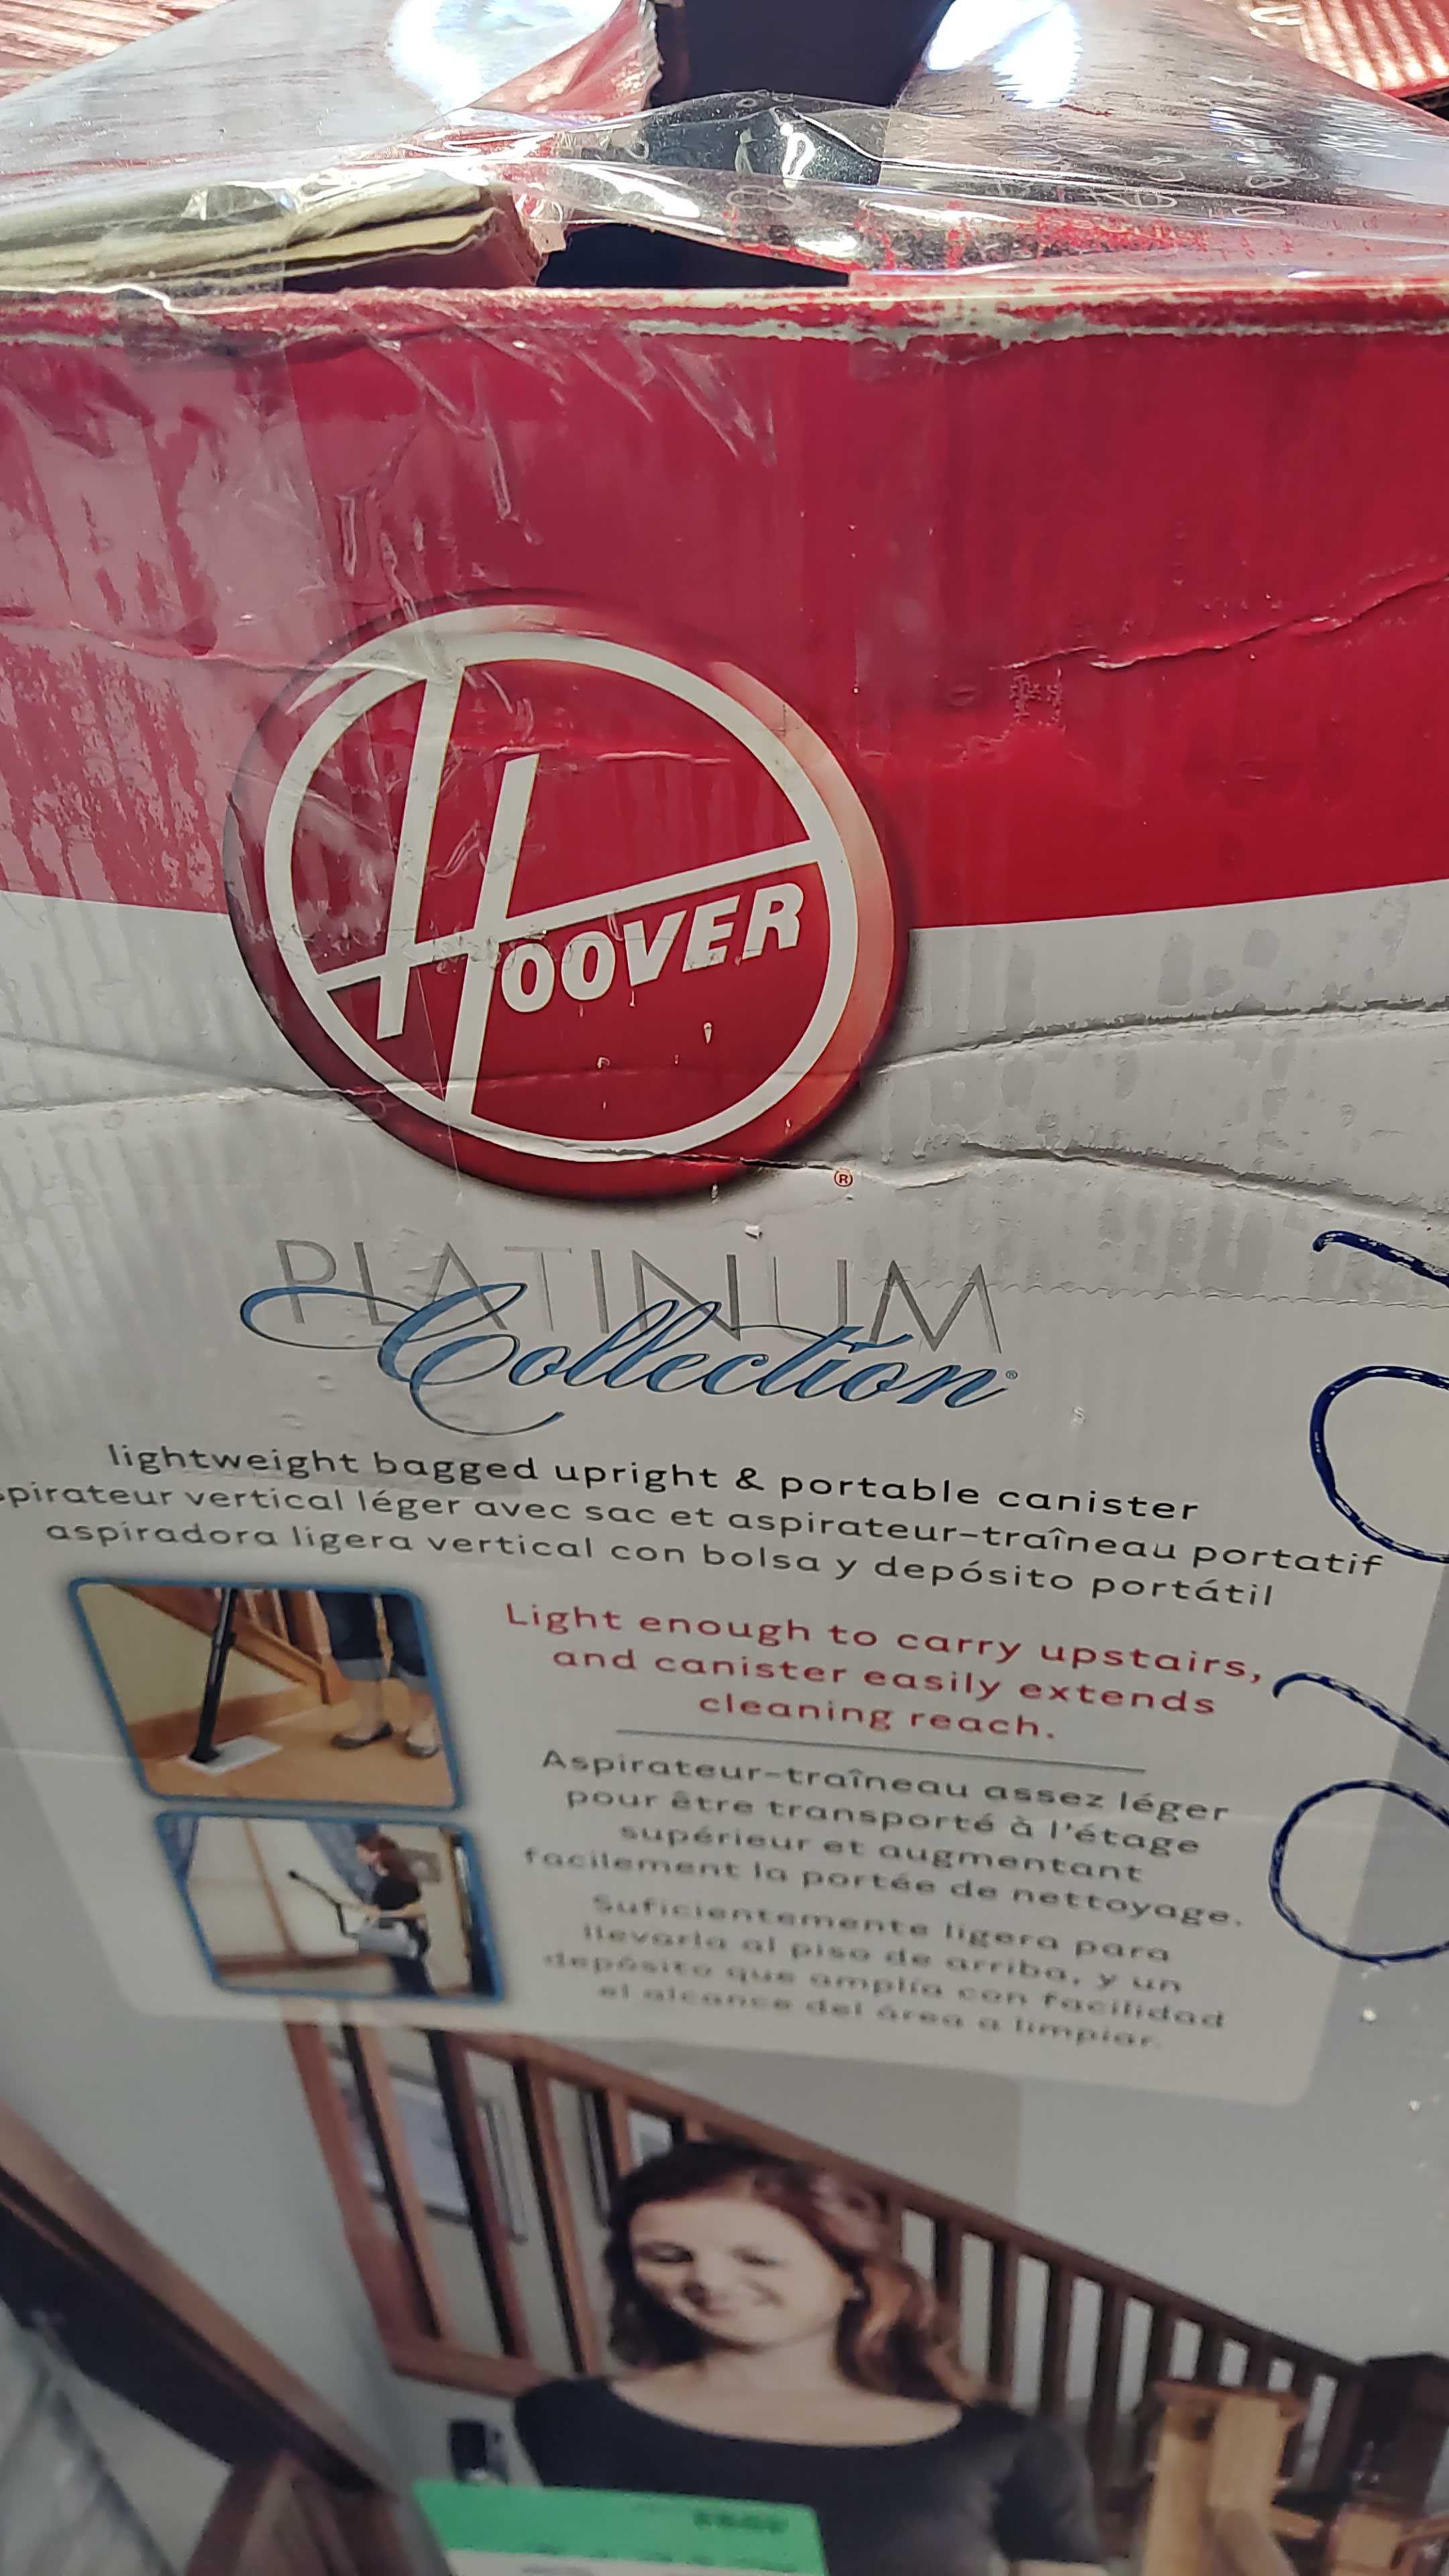 HOOVER
®
PLATINUM
Collection®
lightweight bagged upright & portable canister
spirateur vertical léger avec sac et aspirateur-traîneau portatif
aspiradora ligera vertical con bolsa y depósito portátil
Light enough to carry upstairs,
and canister easily extends
cleaning reach.
Aspirateur-traîneau assez léger
pour être transporté à l'étage
supérieur et augmentant
facilement la portée de nettoyage.
Suficientemente ligera para
llevarla al piso de arriba, y un
depósito que amplía con facilidad
el alcance del área a limpiar.